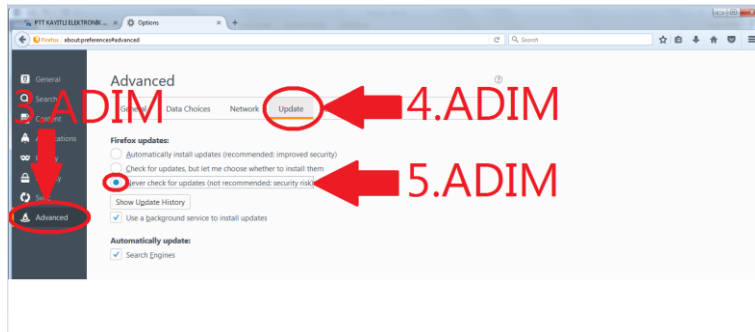 PTT KAYITLI ELEKTRONİK... × Options × +
Firefox about:preferences#advanced Search
General
Search
Content
Applications
Sync
Advanced
3.ADIM
Advanced
General Data Choices Network Update
4.ADIM
Firefox updates:
Automatically install updates (recommended: improved security)
Check for updates, but let me choose whether to install them
Never check for updates (not recommended: security risk)
5.ADIM
Show Update History
Use a background service to install updates
Automatically update:
Search Engines